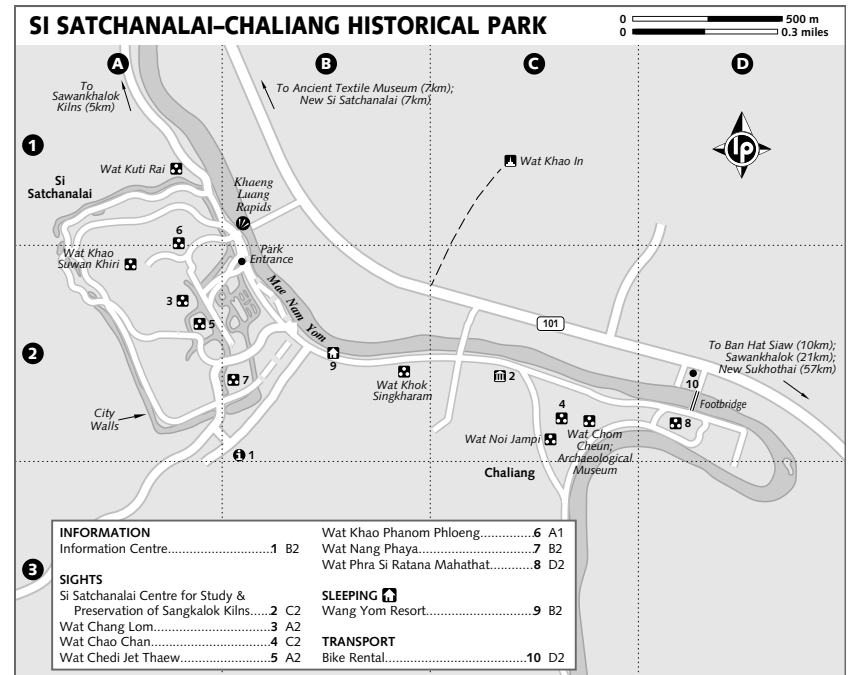 SI SATCHANALAI–CHALIANG HISTORICAL PARK
0 500 m
0 0.3 miles
A
B
C
D
To
Sawankhalok
Kilns (5km)
To Ancient Textile Museum (7km);
New Si Satchanalai (7km)
1
lp
Wat Kuti Rai
Wat Khao In
Si
Satchanalai
Khaeng
Luang
Rapids
6
Wat Khao
Suwan Khiri
Park
Entrance
Mae Nam Yom
3
5
101
2
To Ban Hat Siaw (10km);
Sawankhalok (21km);
New Sukhothai (57km)
9
Wat Khok
Singkharam
2
10
7
4
Footbridge
City
Walls
8
Wat Noi Jampi
Wat Chom
Cheun;
Archaeological
Museum
1
Chaliang
3
INFORMATION
Information Centre..............................1 B2
SIGHTS
Si Satchanalai Centre for Study &
Preservation of Sangkalok Kilns.....2 C2
Wat Chang Lom..................................3 A2
Wat Chao Chan..................................4 C2
Wat Chedi Jet Thaew..........................5 A2
Wat Khao Phanom Phloeng...............6 A1
Wat Nang Phaya.................................7 B2
Wat Phra Si Ratana Mahathat............8 D2
SLEEPING
Wang Yom Resort...............................9 B2
TRANSPORT
Bike Rental........................................10 D2